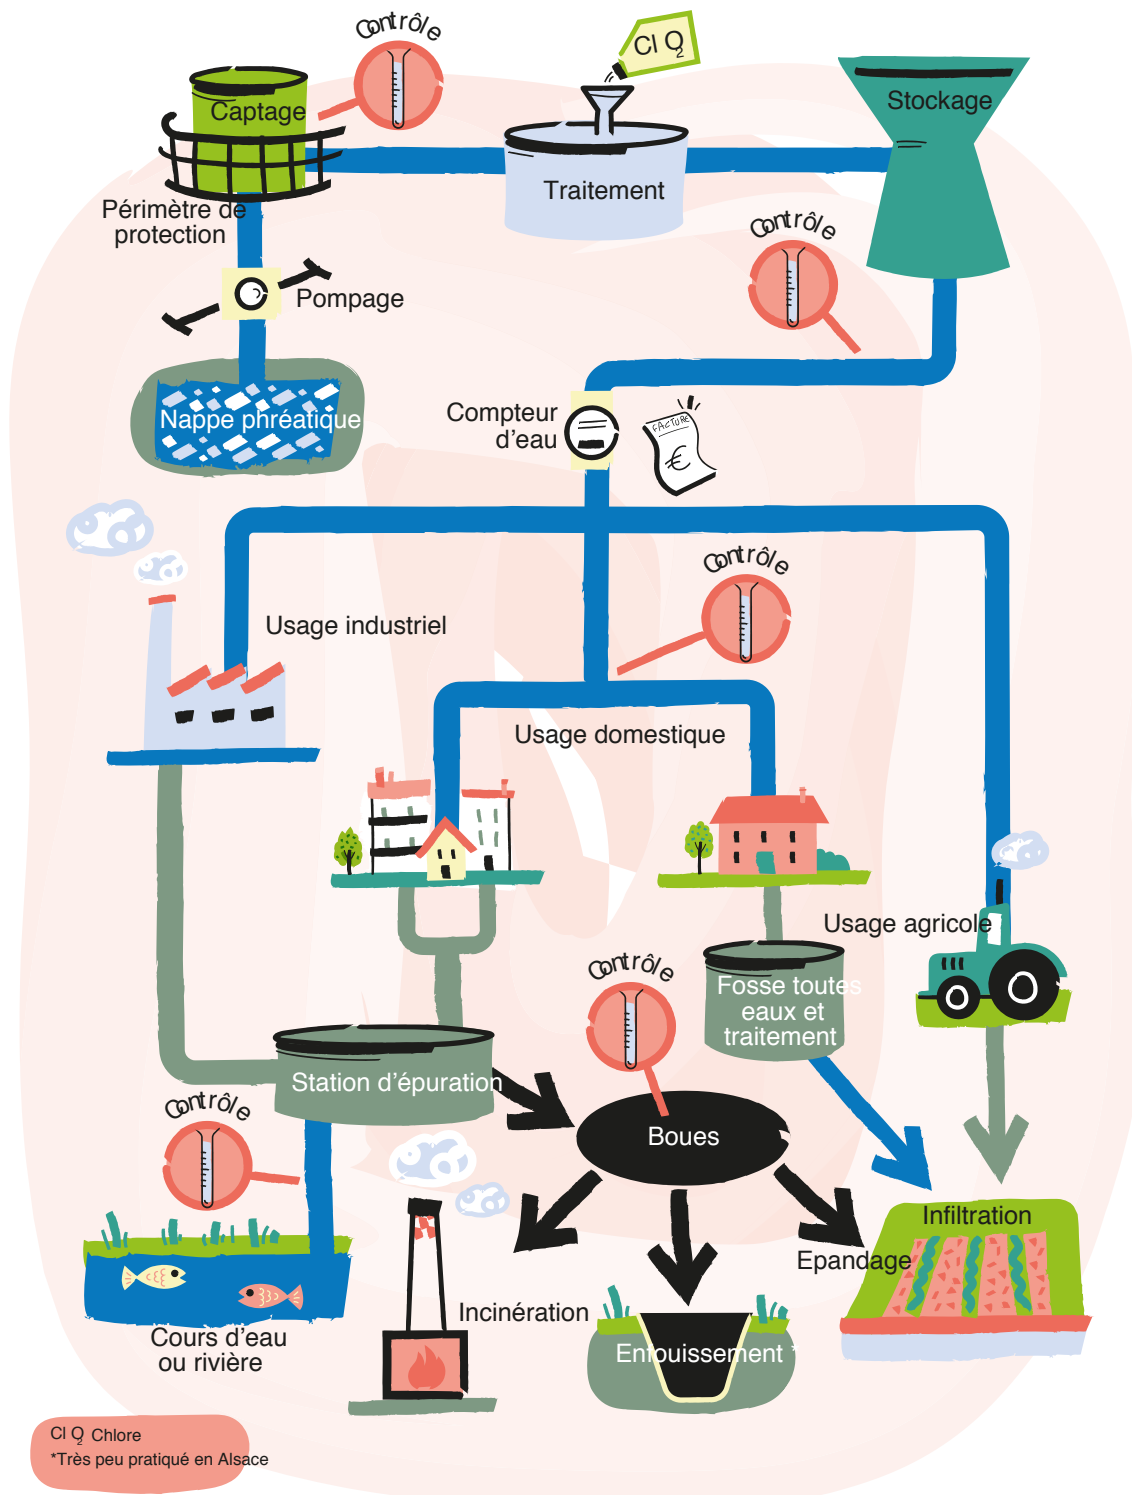 Contrôle
Cl O2
Captage
Stockage
Traitement
Périmètre de
protection
Contrôle
Pompage
Nappe phréatique
Compteur
d'eau
FACTURE
€
Contrôle
Usage industriel
Usage domestique
Usage agricole
Contrôle
Fosse toutes
eaux et
traitement
Station d'épuration
Contrôle
Boues
Infiltration
Epandage
Incinération
Cours d'eau
ou rivière
Enfouissement *
Cl O2 Chlore
*Très peu pratiqué en Alsace